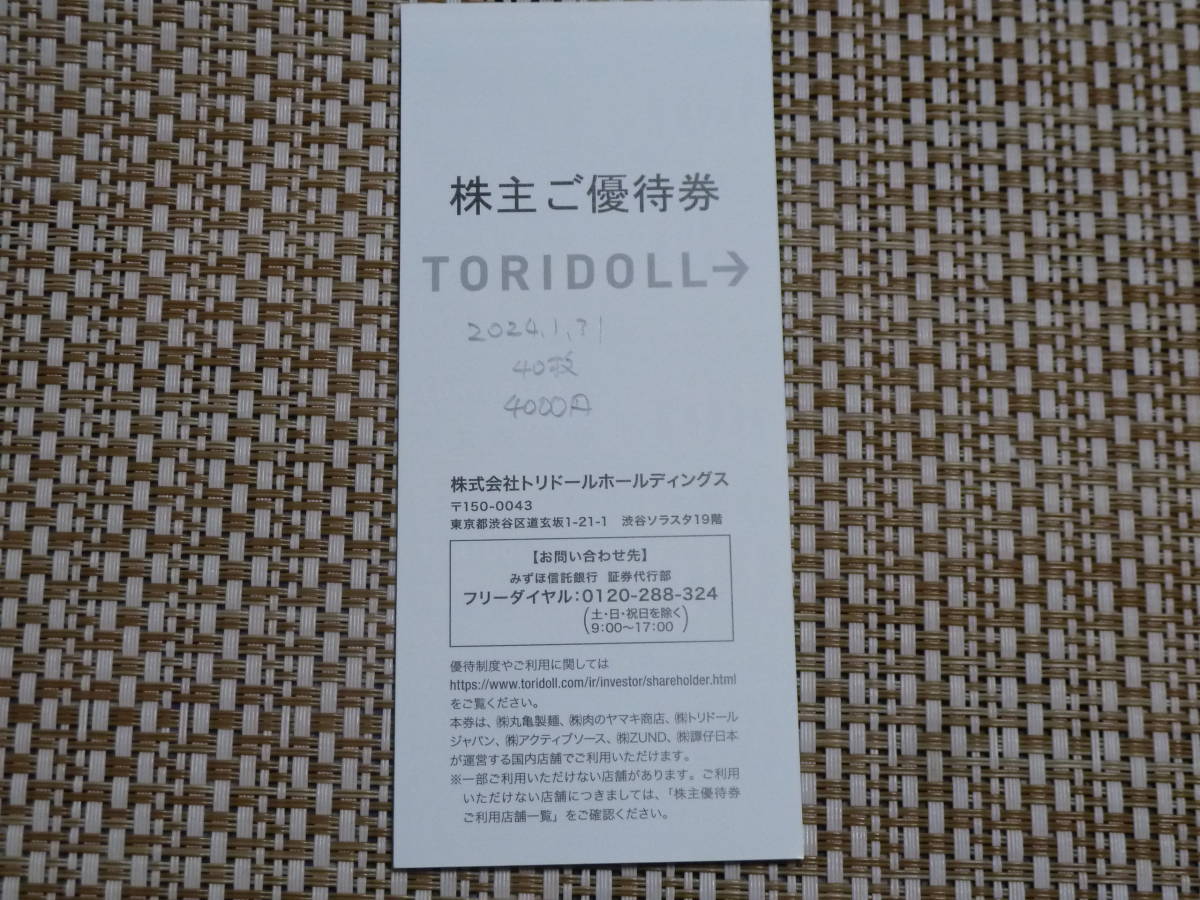 株主ご優待券
TORIDOLL→
2024.1.31
40枚
4000円
株式会社トリドールホールディングス
〒150-0043
東京都渋谷区道玄坂1-21-1　渋谷ソラスタ19階
【お問い合わせ先】
みずほ信託銀行　証券代行部
フリーダイヤル：0120-288-324
（土・日・祝日を除く
9：00～17：00）
優待制度やご利用に関しては
https://www.toridoll.com/ir/investor/shareholder.html
をご覧ください。
本券は、㈱丸亀製麺、㈱肉のヤマキ商店、㈱トリドール
ジャパン、㈱アクティブソース、㈱ZUND、㈱譚仔日本
が運営する国内店舗でご利用いただけます。
※一部ご利用いただけない店舗があります。ご利用
いただけない店舗につきましては、「株主優待券
ご利用店舗一覧」をご確認ください。